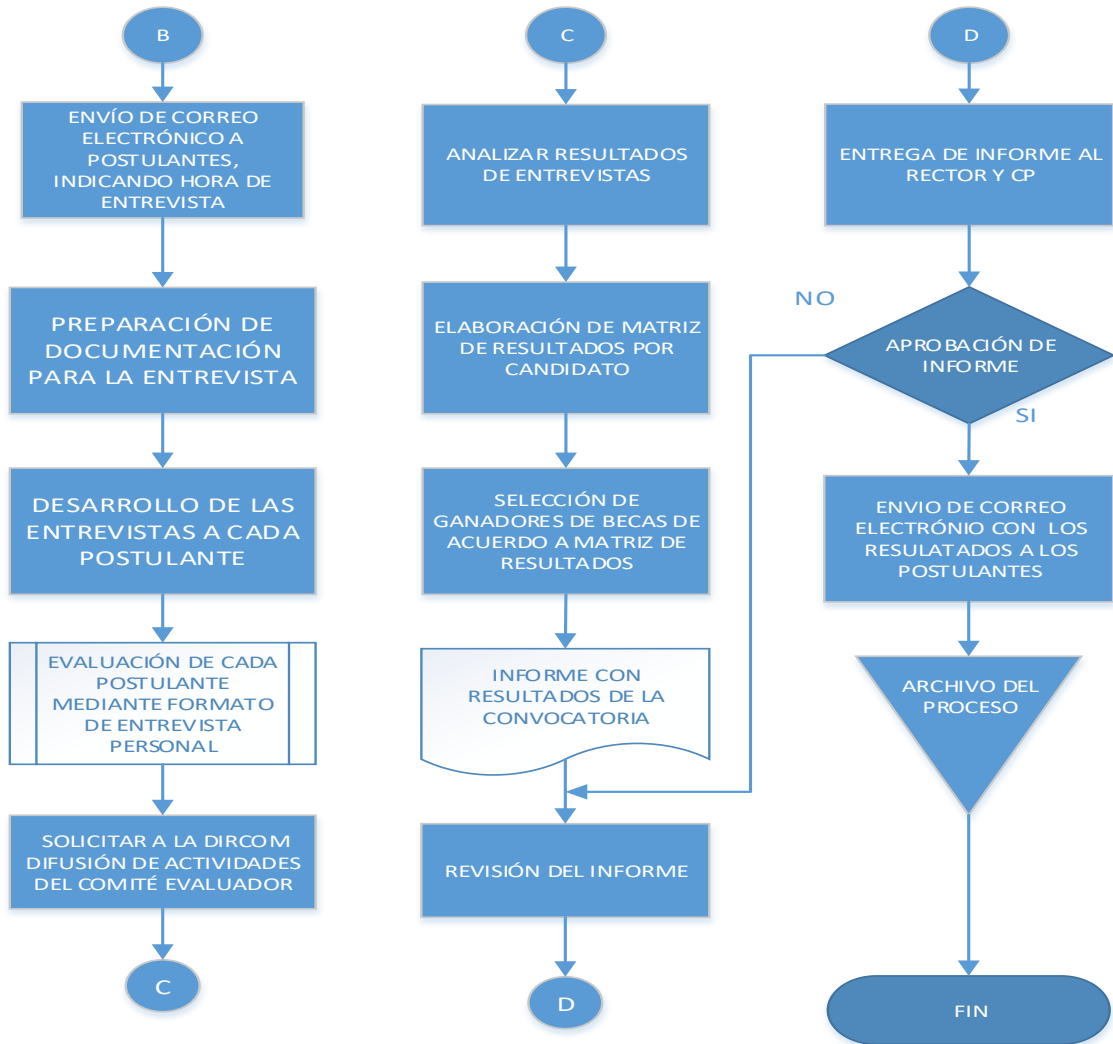 B
ENVÍO DE CORREO
ELECTRÓNICO A
POSTULANTES,
INDICANDO HORA DE
ENTREVISTA
PREPARACIÓN DE
DOCUMENTACIÓN
PARA LA ENTREVISTA
DESARROLLO DE LAS
ENTREVISTAS A CADA
POSTULANTE
EVALUACIÓN DE CADA
POSTULANTE
MEDIANTE FORMATO
DE ENTREVISTA
PERSONAL
SOLICITAR A LA DIRCOM
DIFUSIÓN DE ACTIVIDADES
DEL COMITÉ EVALUADOR
C
C
ANALIZAR RESULTADOS
DE ENTREVISTAS
ELABORACIÓN DE MATRIZ
DE RESULTADOS POR
CANDIDATO
SELECCIÓN DE
GANADORES DE BECAS DE
ACUERDO A MATRIZ DE
RESULTADOS
INFORME CON
RESULTADOS DE LA
CONVOCATORIA
REVISIÓN DEL INFORME
D
D
ENTREGA DE INFORME AL
RECTOR Y CP
NO
APROBACIÓN DE
INFORME
SI
ENVIO DE CORREO
ELECTRÓNIO CON LOS
RESULATADOS A LOS
POSTULANTES
ARCHIVO DEL
PROCESO
FIN